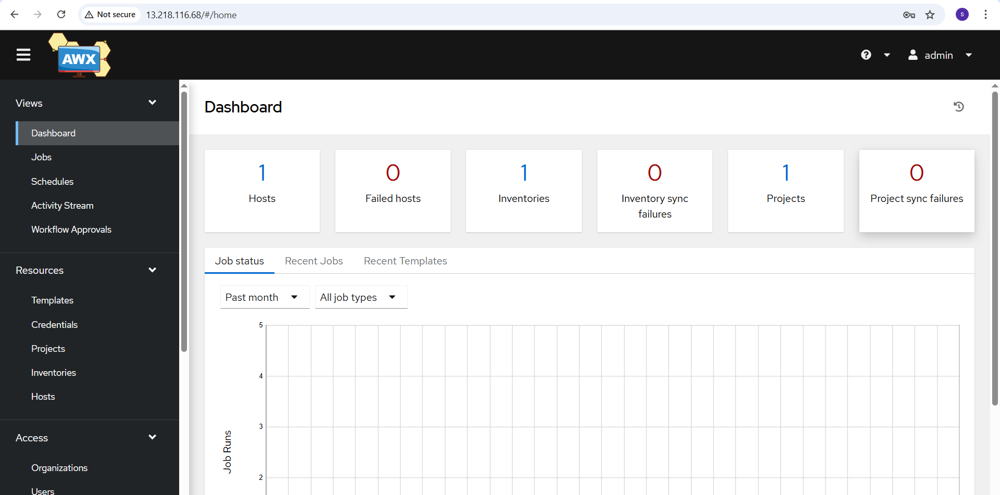 Not secure 13.218.116.68/#/home S
AWX
? admin
Views
Dashboard
Jobs
Schedules
Activity Stream
Workflow Approvals
Resources
Templates
Credentials
Projects
Inventories
Hosts
Access
Organizations
Users
Dashboard
1
Hosts
0
Failed hosts
1
Inventories
0
Inventory sync
failures
1
Projects
0
Project sync failures
Job status Recent Jobs Recent Templates
Past month All job types
5
4
3
2
Job Runs